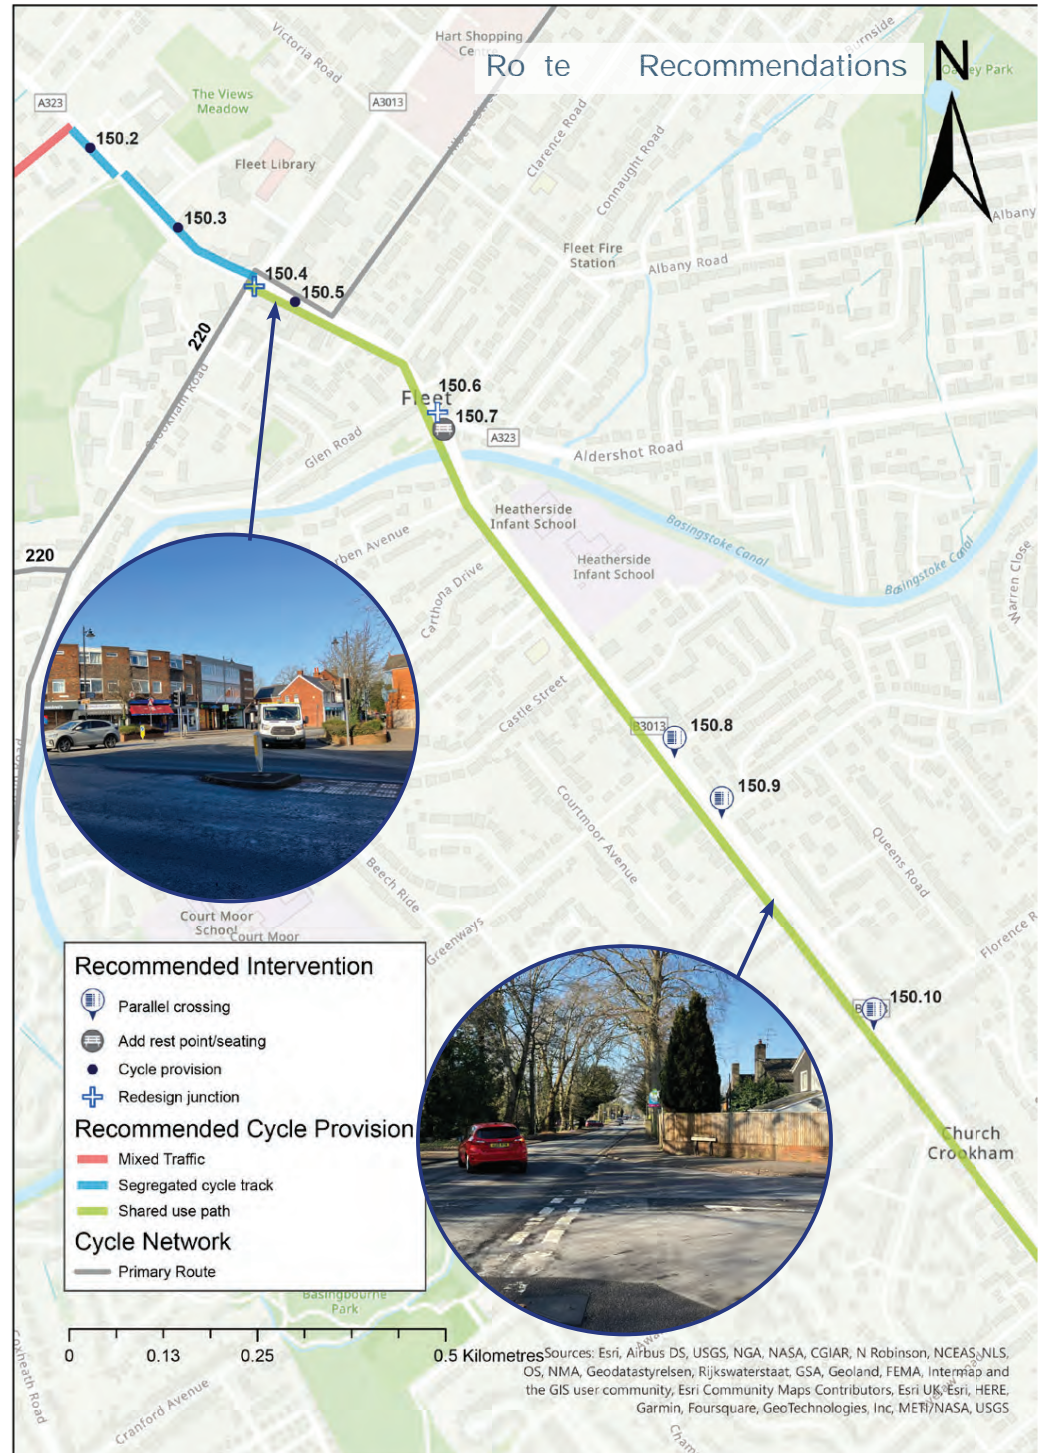 Ro te Recommendations
N
Hart Shopping
Victoria Road
Burnside
A323
A3013
The Views
Meadow
Fleet Library
Clarence Road
Connaught Road
Fleet Fire
Station
Albany Road
Albany
150.2
150.3
150.4
150.5
220
Crookham Road
Fleet
150.6
150.7
A323
Glen Road
Aldershot Road
Heatherside
Infant School
Heatherside
Infant School
Basingstoke Canal
Basingstoke Canal
Warren Close
220
rben Avenue
Carthona Drive
Castle Street
B3013
150.8
150.9
150.10
Courtmoor Avenue
Queens Road
Florence R
Beech Ride
Greenways
Court Moor
School
Court Moor
Church
Crookham
Recommended Intervention
Parallel crossing
Add rest point/seating
Cycle provision
Redesign junction
Recommended Cycle Provision
Mixed Traffic
Segregated cycle track
Shared use path
Cycle Network
Primary Route
Basingbourne
Park
0 0.13 0.25 0.5 Kilometres
Coxheath Road
Cranford Avenue
Sources: Esri, Airbus DS, USGS, NGA, NASA, CGIAR, N Robinson, NCEAS, NLS,
OS, NMA, Geodatastyrelsen, Rijkswaterstaat, GSA, Geoland, FEMA, Intermap and
the GIS user community, Esri Community Maps Contributors, Esri UK, Esri, HERE,
Garmin, Foursquare, GeoTechnologies, Inc, METI/NASA, USGS